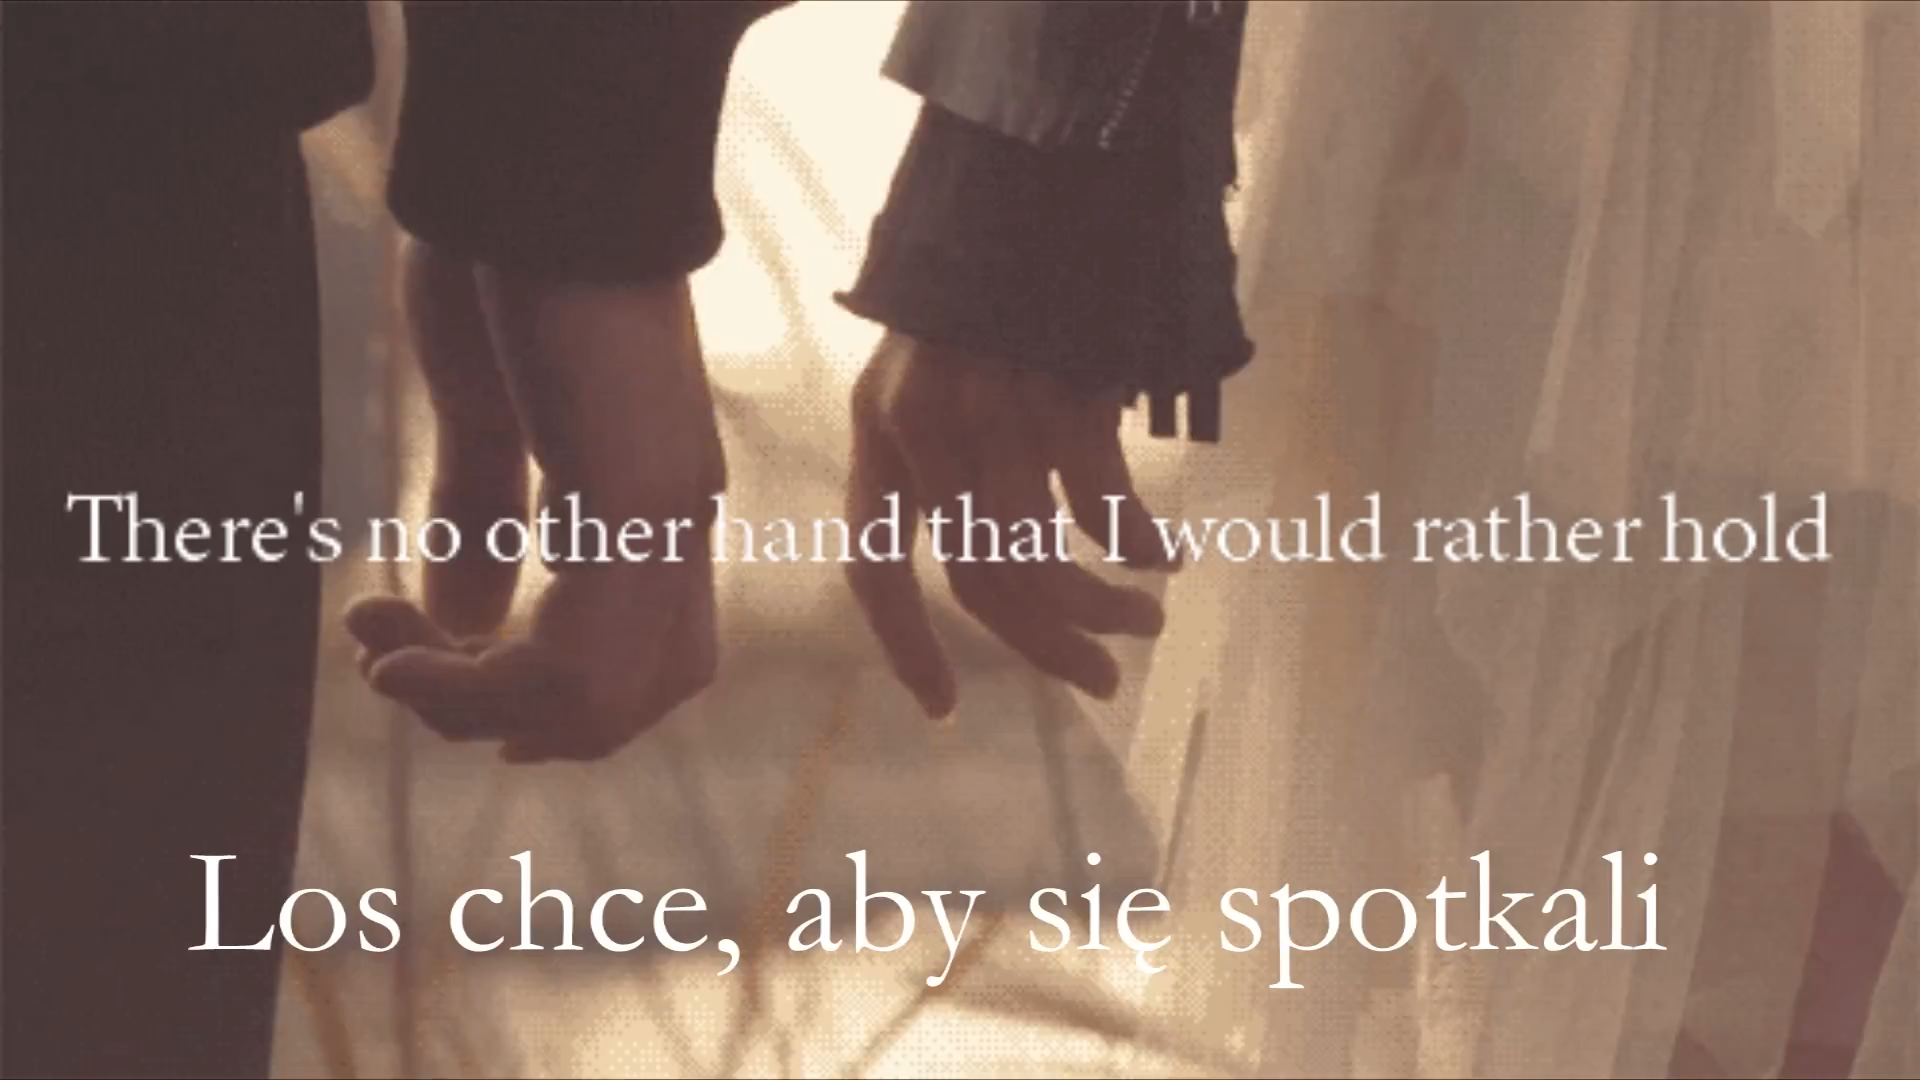 There's no other hand that I would rather hold
Los chce, aby się spotkali